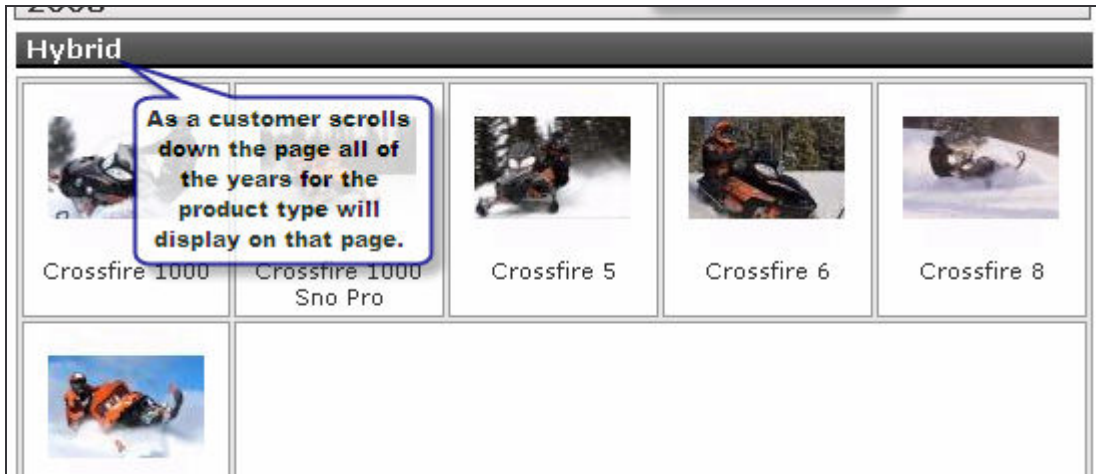 Hybrid
As a customer scrolls
down the page all of
the years for the
product type will
display on that page.
Crossfire 1000
Crossfire 1000
Sno Pro
Crossfire 5
Crossfire 6
Crossfire 8